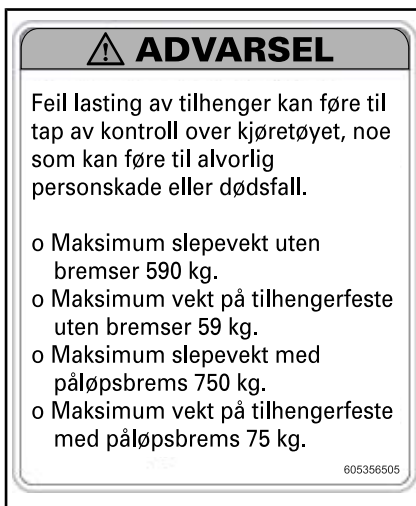 ⚠ ADVARSEL
Feil lasting av tilhenger kan føre til
tap av kontroll over kjøretøyet, noe
som kan føre til alvorlig
personskade eller dødsfall.
o Maksimum slepevekt uten
bremser 590 kg.
o Maksimum vekt på tilhengerfeste
uten bremser 59 kg.
o Maksimum slepevekt med
påløpsbrems 750 kg.
o Maksimum vekt på tilhengerfeste
med påløpsbrems 75 kg.
605356505